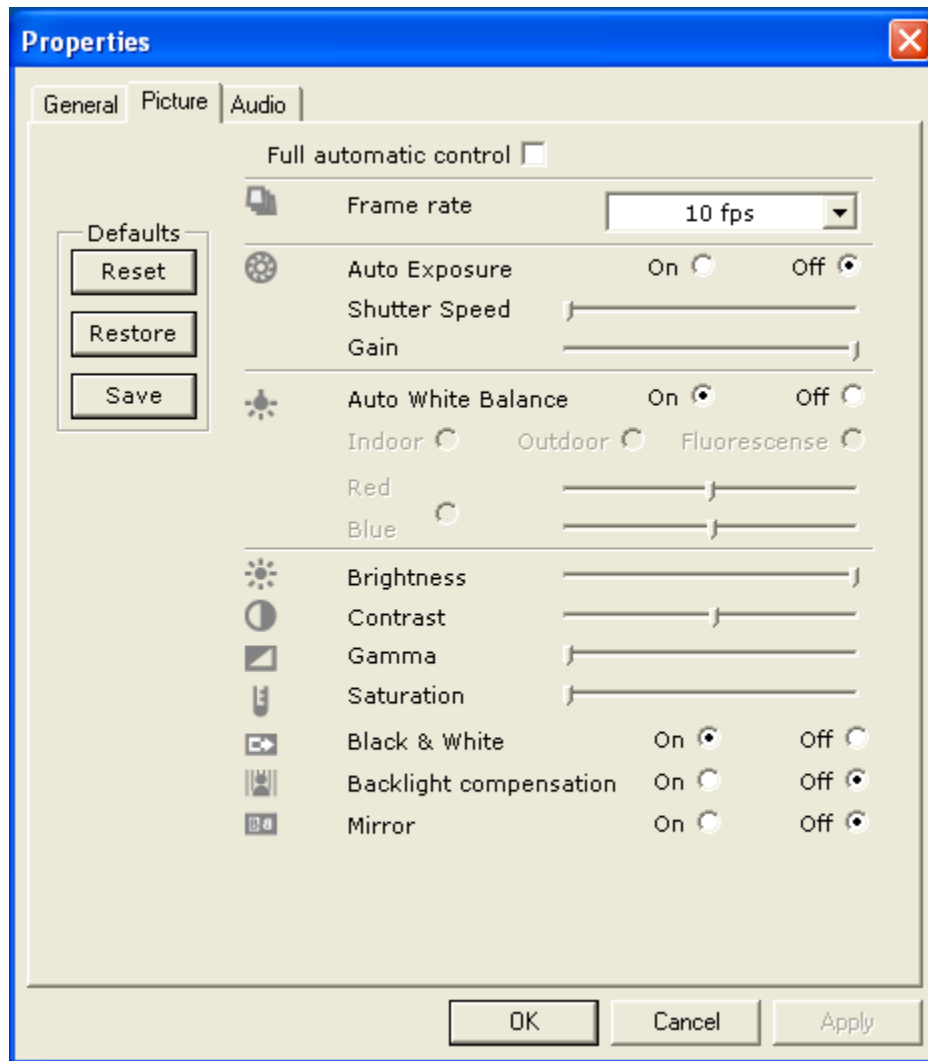 Properties
General Picture Audio
Full automatic control
Frame rate 10 fps
Defaults
Reset
Restore
Save
Auto Exposure On Off
Shutter Speed
Gain
Auto White Balance On Off
Indoor Outdoor Fluorescense
Red
Blue
Brightness
Contrast
Gamma
Saturation
Black & White On Off
Backlight compensation On Off
Mirror On Off
OK Cancel Apply